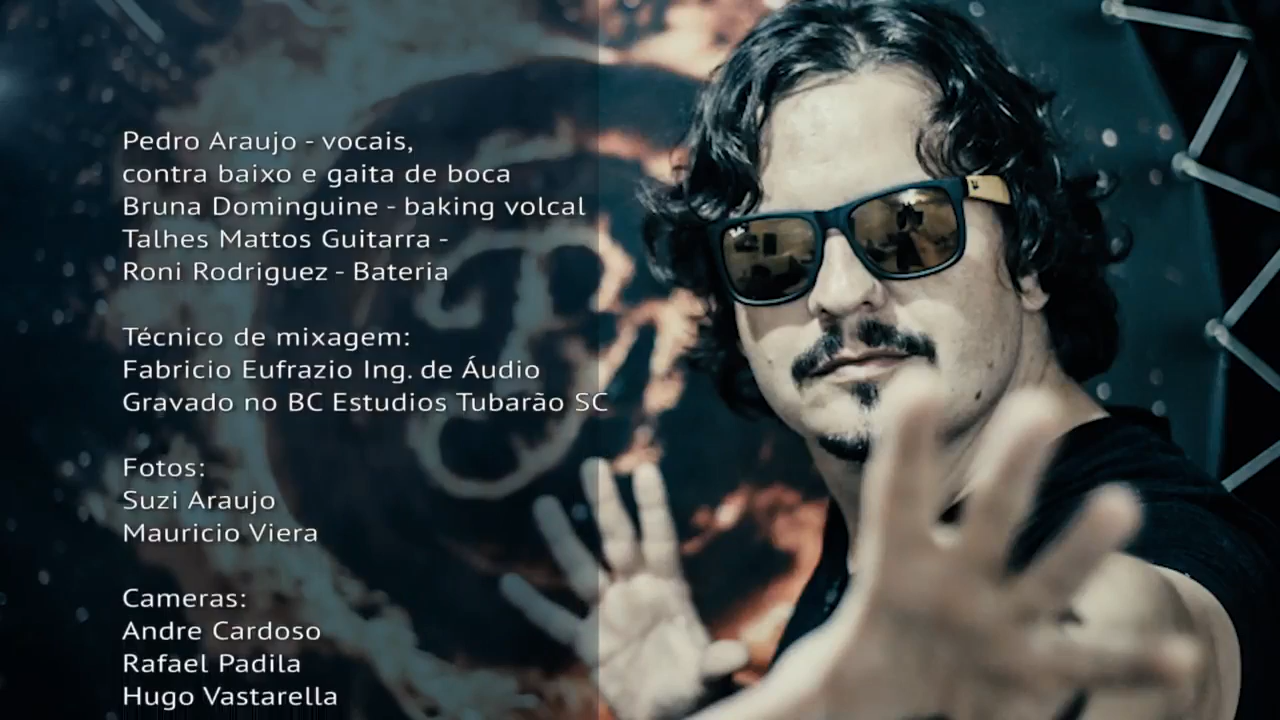 Pedro Araujo - vocais,
contra baixo e gaita de boca
Bruna Dominguine - baking volcal
Talhes Mattos Guitarra -
Roni Rodriguez - Bateria
Técnico de mixagem:
Fabricio Eufrazio Ing. de Áudio
Gravado no BC Estudios Tubarão SC
Fotos:
Suzi Araujo
Mauricio Viera
Cameras:
Andre Cardoso
Rafael Padila
Hugo Vastarella